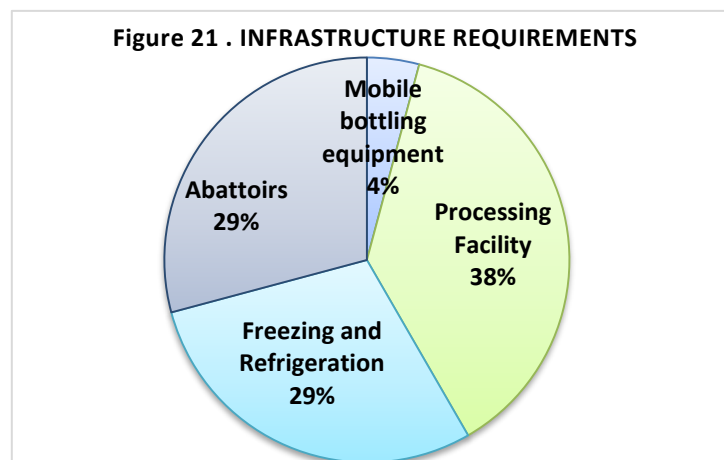 Figure 21 . INFRASTRUCTURE REQUIREMENTS
Mobile
bottling
equipment
4%
Processing
Facility
38%
Freezing and
Refrigeration
29%
Abattoirs
29%